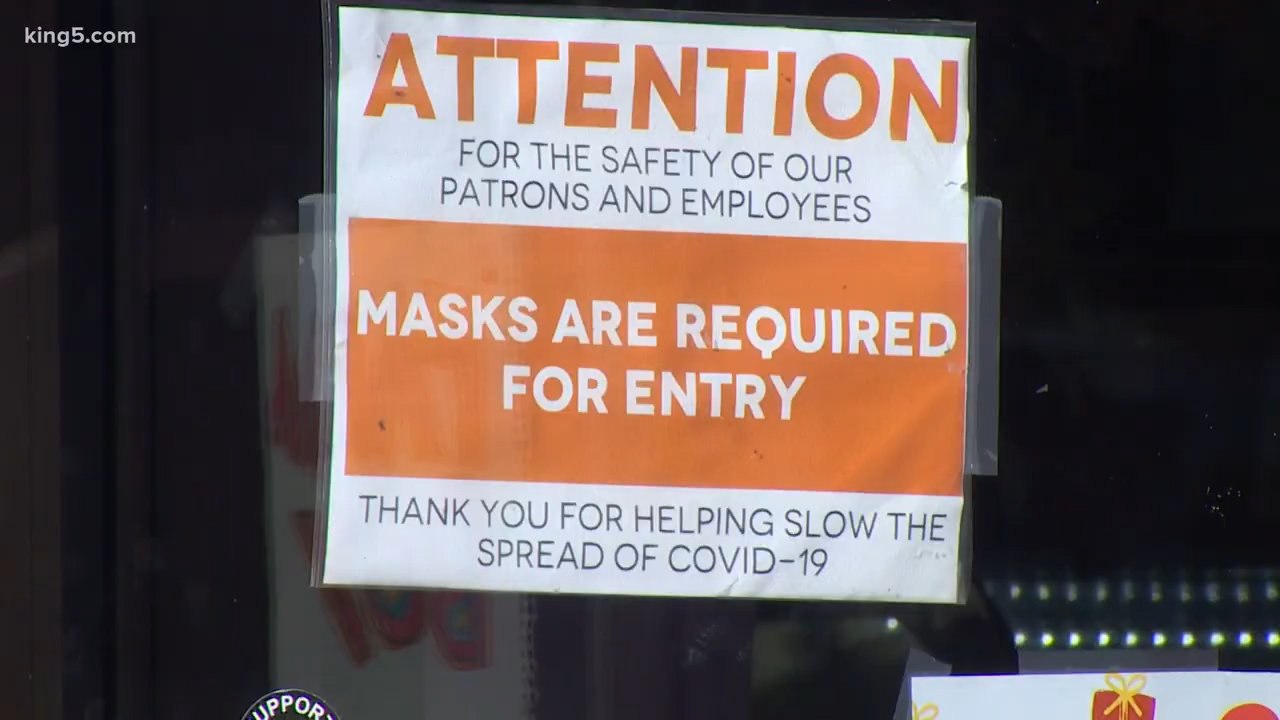 king5.com
ATTENTION
FOR THE SAFETY OF OUR
PATRONS AND EMPLOYEES
MASKS ARE REQUIRED
FOR ENTRY
THANK YOU FOR HELPING SLOW THE
SPREAD OF COVID-19
SUPPORT